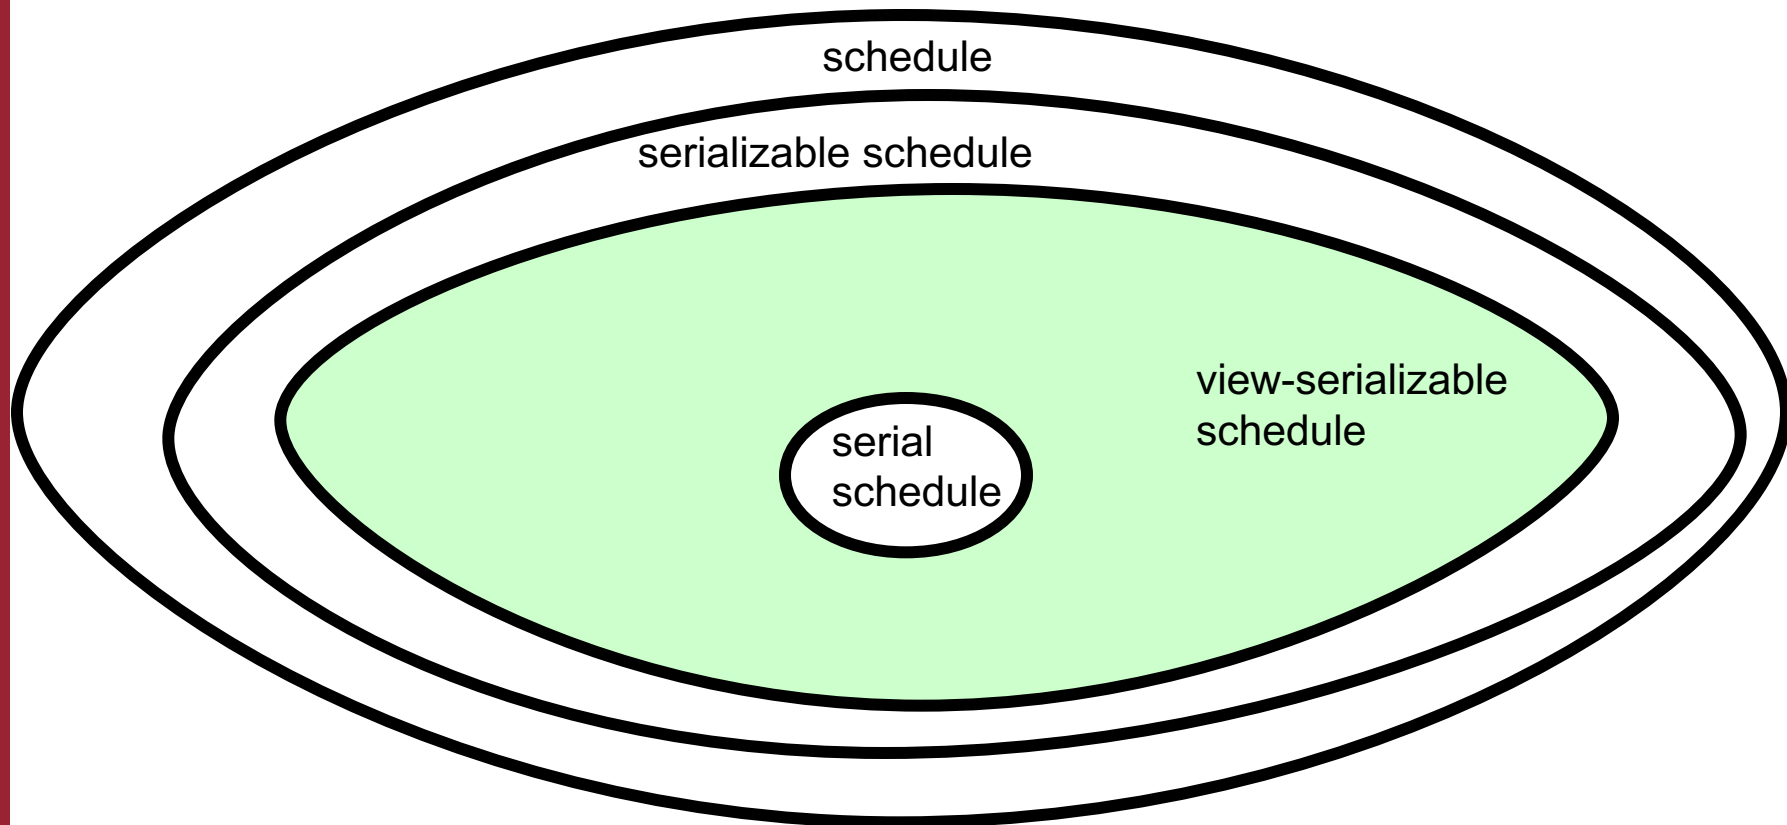 schedule
serializable schedule
view-serializable
schedule
serial
schedule